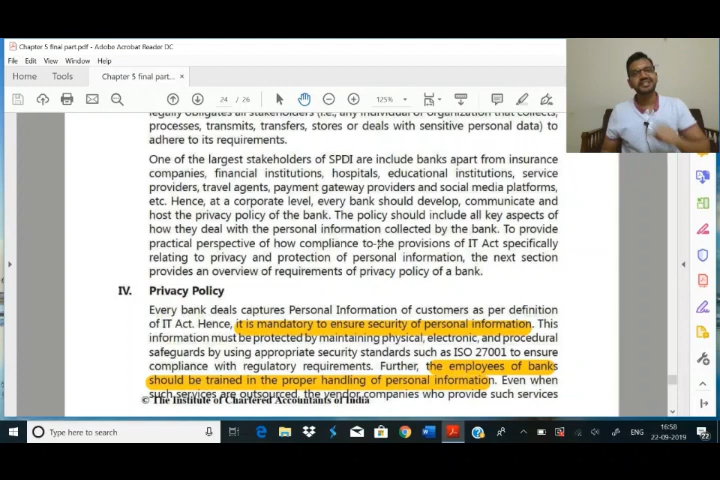 Chapter 5 final part.pdf - Adobe Acrobat Reader DC
File Edit View Window Help
Home Tools Chapter 5 final part... ×
24 / 26 125%
legally obligates all stakeholders (i.e., any individual or organization that collects,
processes, transmits, transfers, stores or deals with sensitive personal data) to
adhere to its requirements.
One of the largest stakeholders of SPDI are include banks apart from insurance
companies, financial institutions, hospitals, educational institutions, service
providers, travel agents, payment gateway providers and social media platforms,
etc. Hence, at a corporate level, every bank should develop, communicate and
host the privacy policy of the bank. The policy should include all key aspects of
how they deal with the personal information collected by the bank. To provide
practical perspective of how compliance to the provisions of IT Act specifically
relating to privacy and protection of personal information, the next section
provides an overview of requirements of privacy policy of a bank.
IV. Privacy Policy
Every bank deals captures Personal Information of customers as per definition
of IT Act. Hence, it is mandatory to ensure security of personal information. This
information must be protected by maintaining physical, electronic, and procedural
safeguards by using appropriate security standards such as ISO 27001 to ensure
compliance with regulatory requirements. Further, the employees of banks
should be trained in the proper handling of personal information. Even when
such services are outsourced, the vendor companies who provide such services
© The Institute of Chartered Accountants of India
Type here to search
ENG
16:58
22-09-2019
22